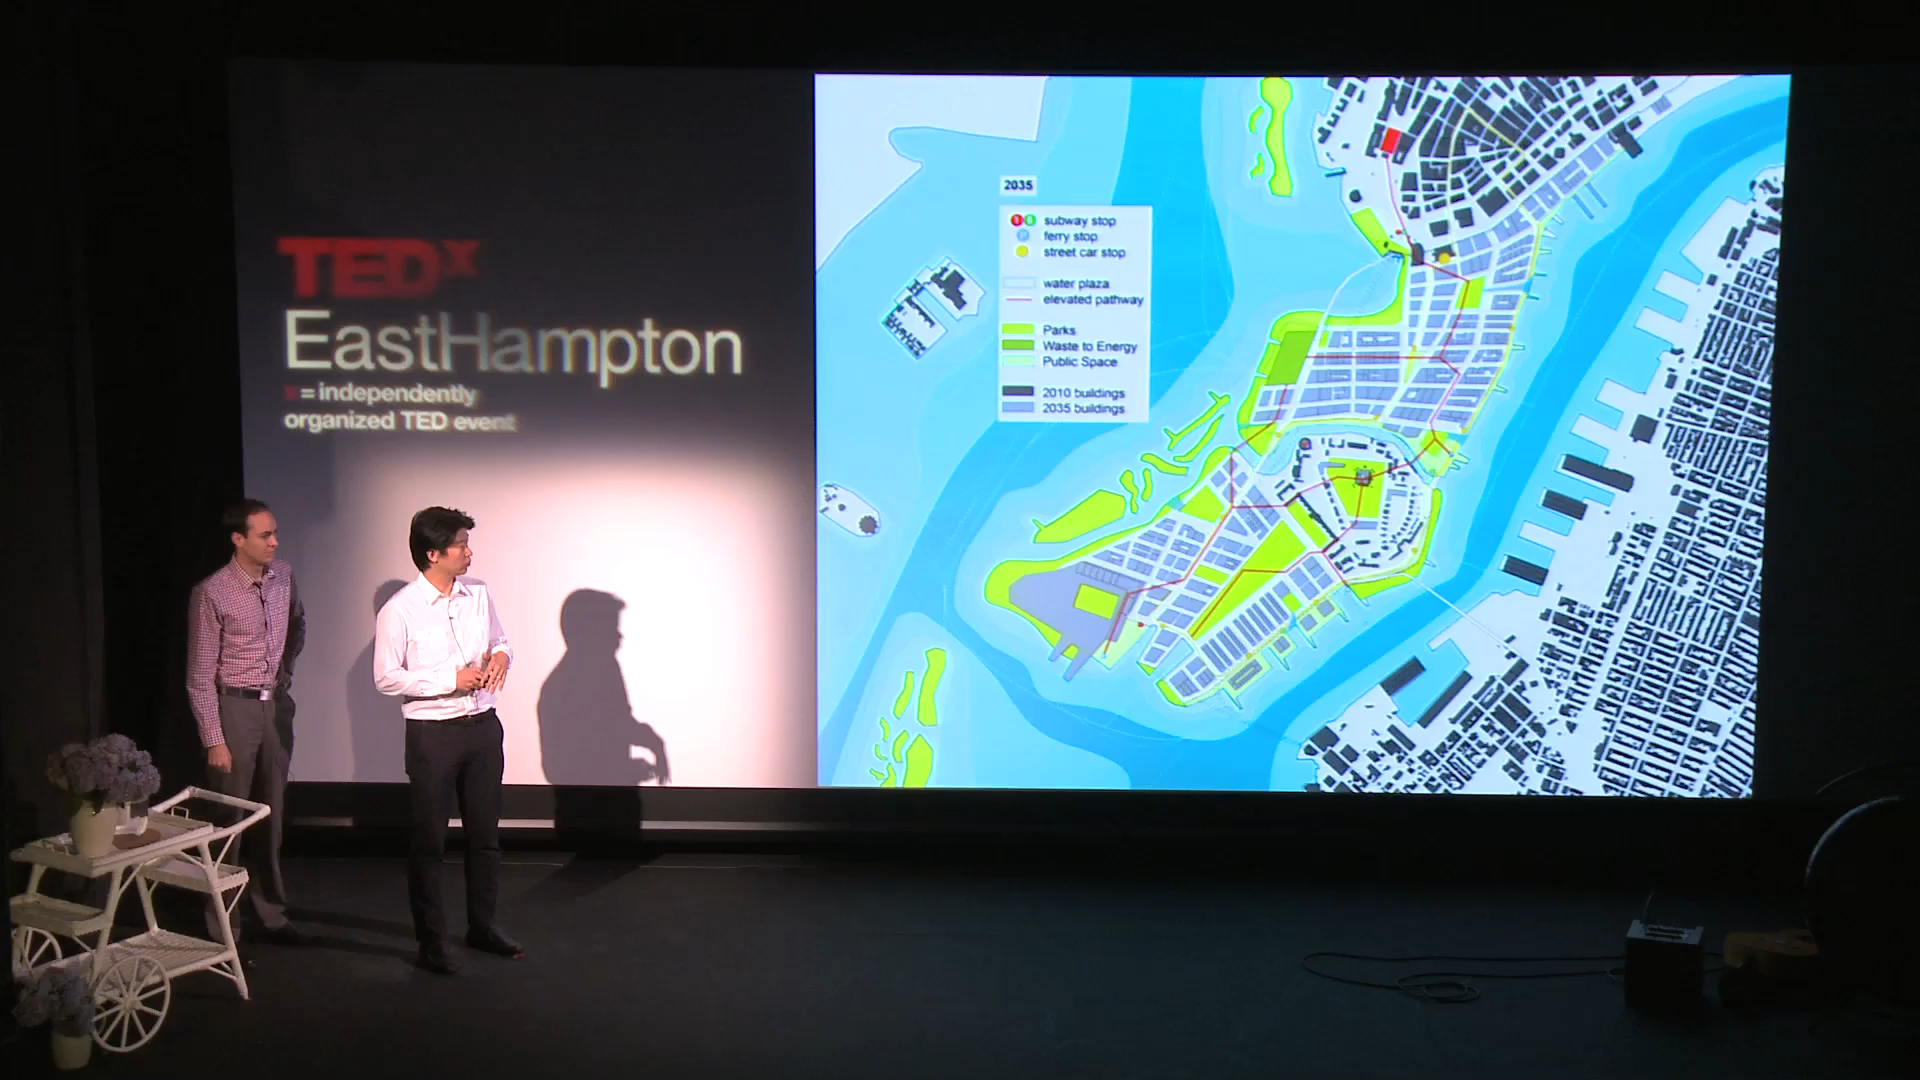 TEDx
EastHampton
x = independently
organized TED event
2035
subway stop
ferry stop
street car stop
water plaza
elevated pathway
Parks
Waste to Energy
Public Space
2010 buildings
2035 buildings